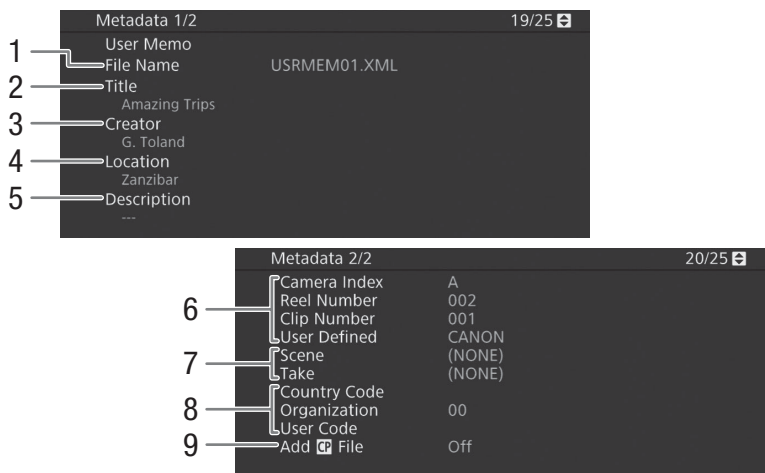 Metadata 1/2 19/25
User Memo
1 File Name USRMEM01.XML
2 Title
Amazing Trips
3 Creator
G. Toland
4 Location
Zanzibar
5 Description
---
Metadata 2/2 20/25
6 Camera Index A
Reel Number 002
Clip Number 001
User Defined CANON
7 Scene (NONE)
Take (NONE)
8 Country Code
Organization 00
User Code
9 Add CP File Off